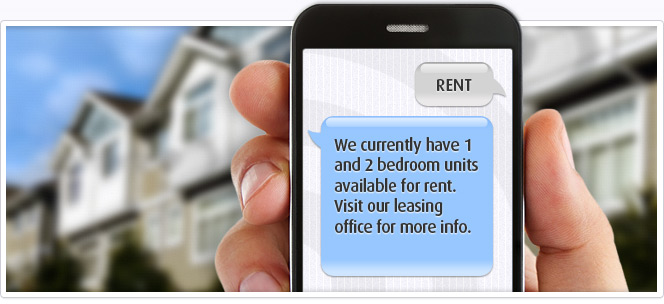 RENT
We currently have 1
and 2 bedroom units
available for rent.
Visit our leasing
office for more info.